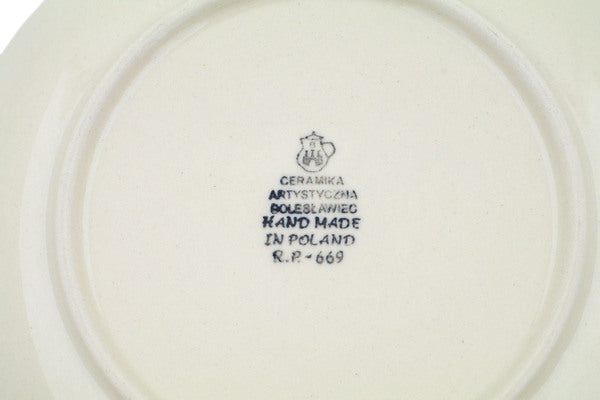 CERAMIKA
ARTYSTYCZNA
BOLESŁAWIEC
HAND MADE
IN POLAND
R.P.-669